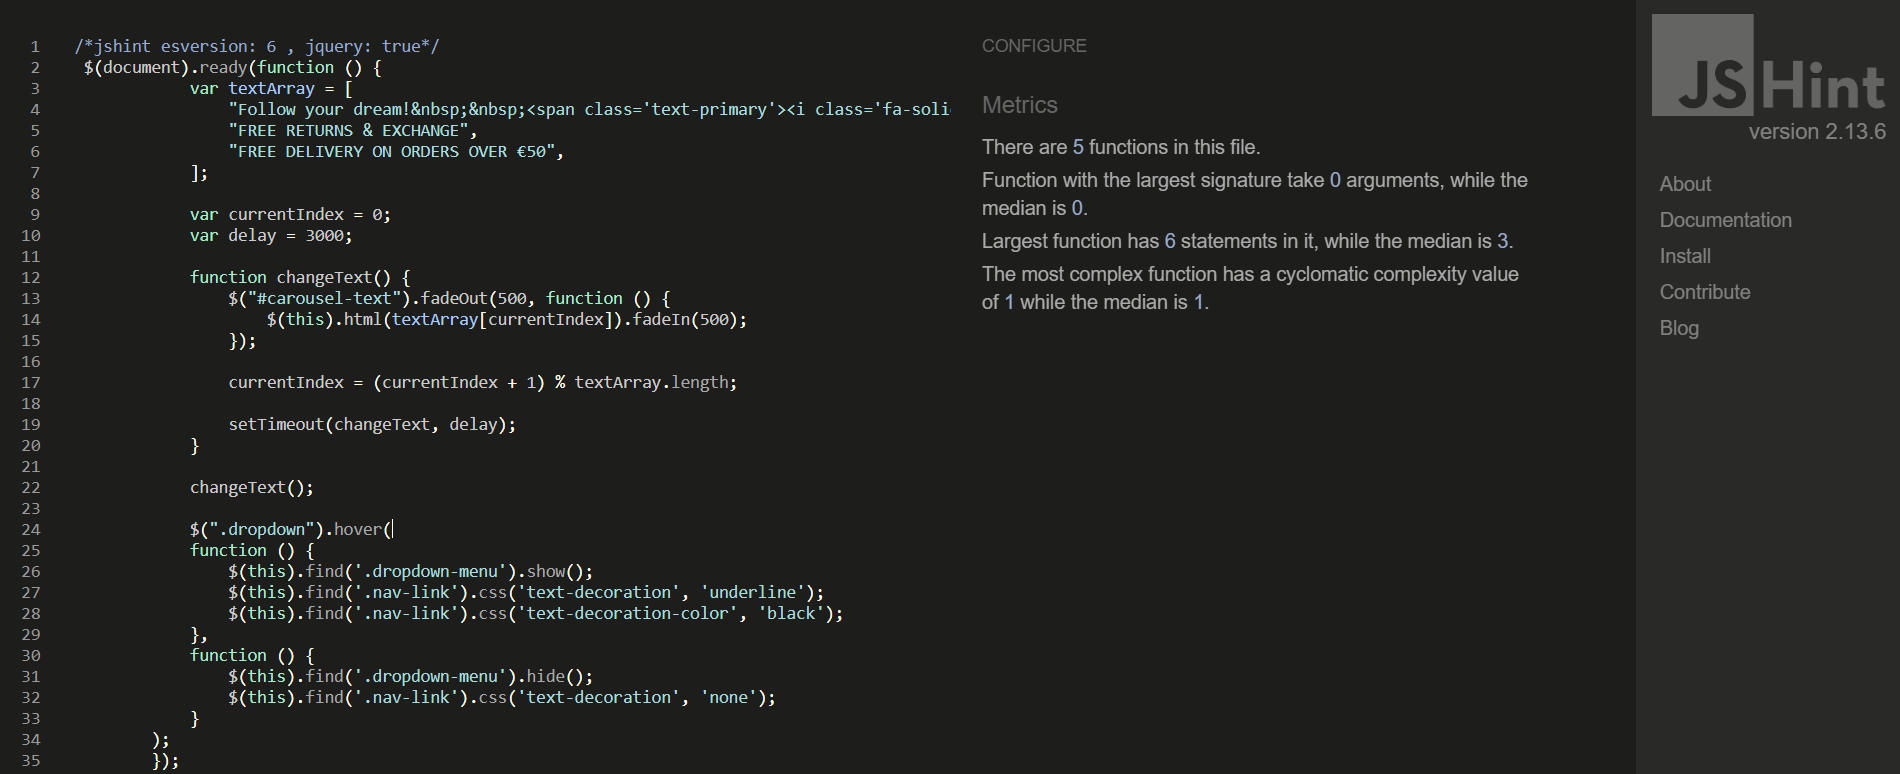 1 /*jshint esversion: 6 , jquery: true*/
2 $(document).ready(function () {
3 var textArray = [
4 "Follow your dream!&nbsp;&nbsp;<span class='text-primary'><i class='fa-soli
5 "FREE RETURNS & EXCHANGE",
6 "FREE DELIVERY ON ORDERS OVER €50",
7 ];
8
9 var currentIndex = 0;
10 var delay = 3000;
11
12 function changeText() {
13 $("#carousel-text").fadeOut(500, function () {
14 $(this).html(textArray[currentIndex]).fadeIn(500);
15 });
16
17 currentIndex = (currentIndex + 1) % textArray.length;
18
19 setTimeout(changeText, delay);
20 }
21
22 changeText();
23
24 $(".dropdown").hover(
25 function () {
26 $(this).find('.dropdown-menu').show();
27 $(this).find('.nav-link').css('text-decoration', 'underline');
28 $(this).find('.nav-link').css('text-decoration-color', 'black');
29 },
30 function () {
31 $(this).find('.dropdown-menu').hide();
32 $(this).find('.nav-link').css('text-decoration', 'none');
33 }
34 );
35 });
CONFIGURE
Metrics
There are 5 functions in this file.
Function with the largest signature take 0 arguments, while the
median is 0.
Largest function has 6 statements in it, while the median is 3.
The most complex function has a cyclomatic complexity value
of 1 while the median is 1.
JSHint
version 2.13.6
About
Documentation
Install
Contribute
Blog